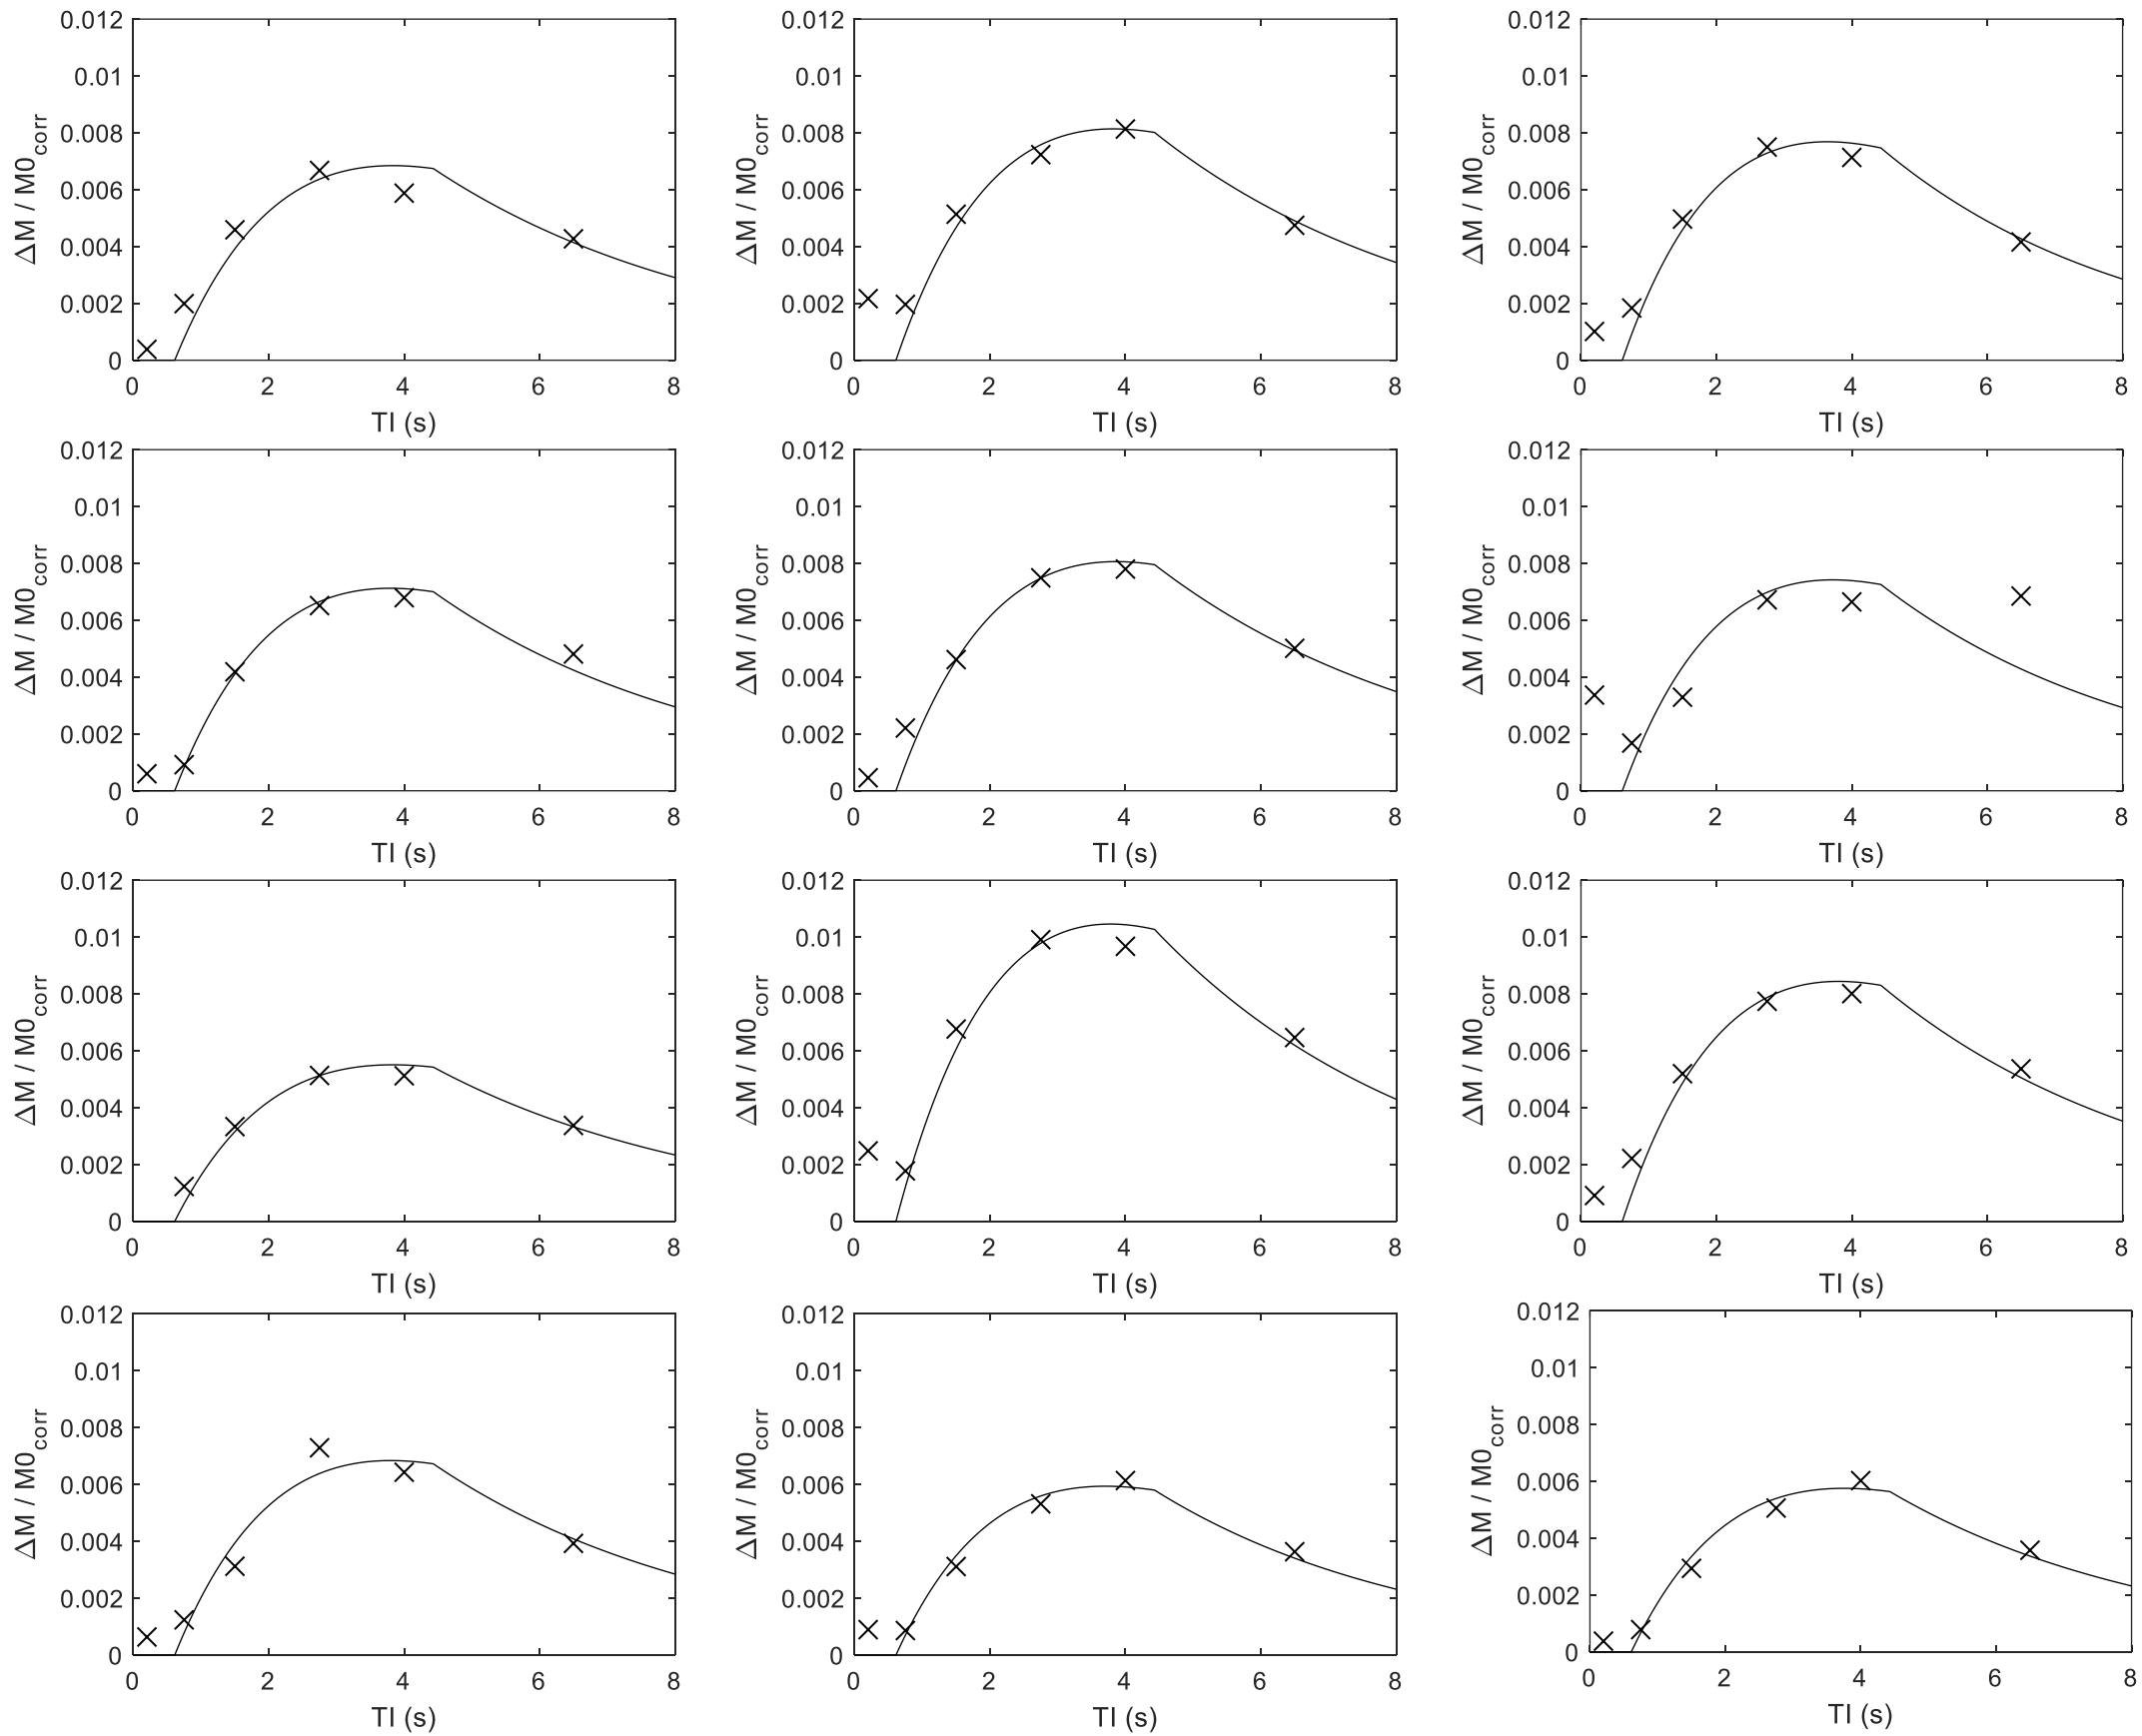 0.012 0.012 0.012
0.01 0.01 0.01
0.008 0.008 0.008
0.006 0.006 0.006
0.004 0.004 0.004
0.002 0.002 0.002
0 0 0
ΔM / M0corr ΔM / M0corr ΔM / M0corr
0 2 4 6 8 0 2 4 6 8 0 2 4 6 8
TI (s) TI (s) TI (s)
0.012 0.012 0.012
0.01 0.01 0.01
0.008 0.008 0.008
0.006 0.006 0.006
0.004 0.004 0.004
0.002 0.002 0.002
0 0 0
ΔM / M0corr ΔM / M0corr ΔM / M0corr
0 2 4 6 8 0 2 4 6 8 0 2 4 6 8
TI (s) TI (s) TI (s)
0.012 0.012 0.012
0.01 0.01 0.01
0.008 0.008 0.008
0.006 0.006 0.006
0.004 0.004 0.004
0.002 0.002 0.002
0 0 0
ΔM / M0corr ΔM / M0corr ΔM / M0corr
0 2 4 6 8 0 2 4 6 8 0 2 4 6 8
TI (s) TI (s) TI (s)
0.012 0.012 0.012
0.01 0.01 0.01
0.008 0.008 0.008
0.006 0.006 0.006
0.004 0.004 0.004
0.002 0.002 0.002
0 0 0
ΔM / M0corr ΔM / M0corr ΔM / M0corr
0 2 4 6 8 0 2 4 6 8 0 2 4 6 8
TI (s) TI (s) TI (s)